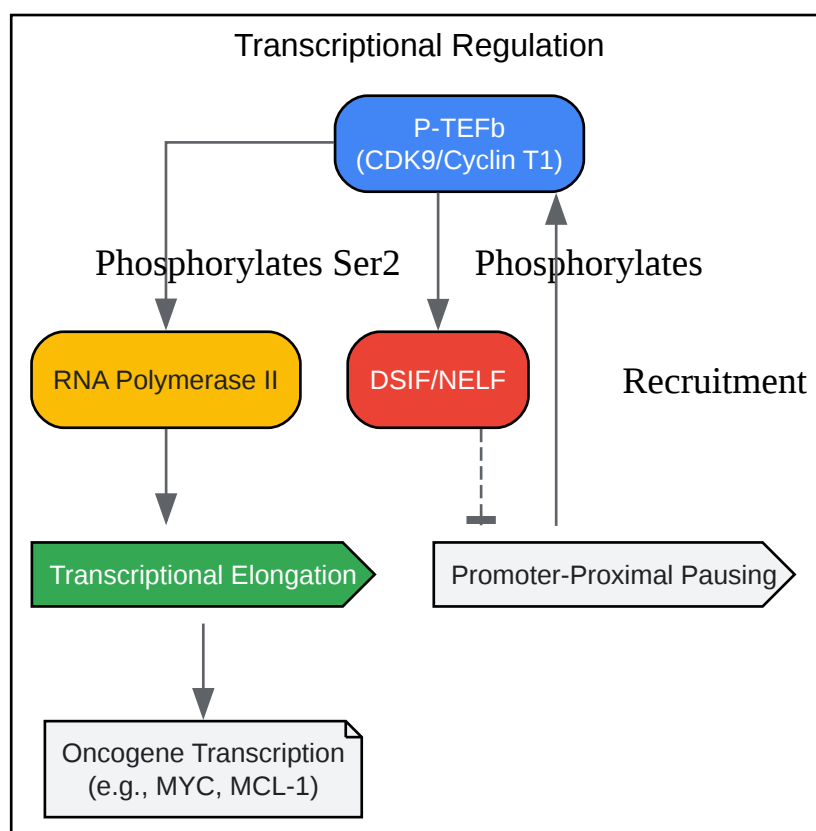 Transcriptional Regulation
P-TEFb
(CDK9/Cyclin T1)
Phosphorylates Ser2
Phosphorylates
RNA Polymerase II
DSIF/NELF
Recruitment
Transcriptional Elongation
Promoter-Proximal Pausing
Oncogene Transcription
(e.g., MYC, MCL-1)